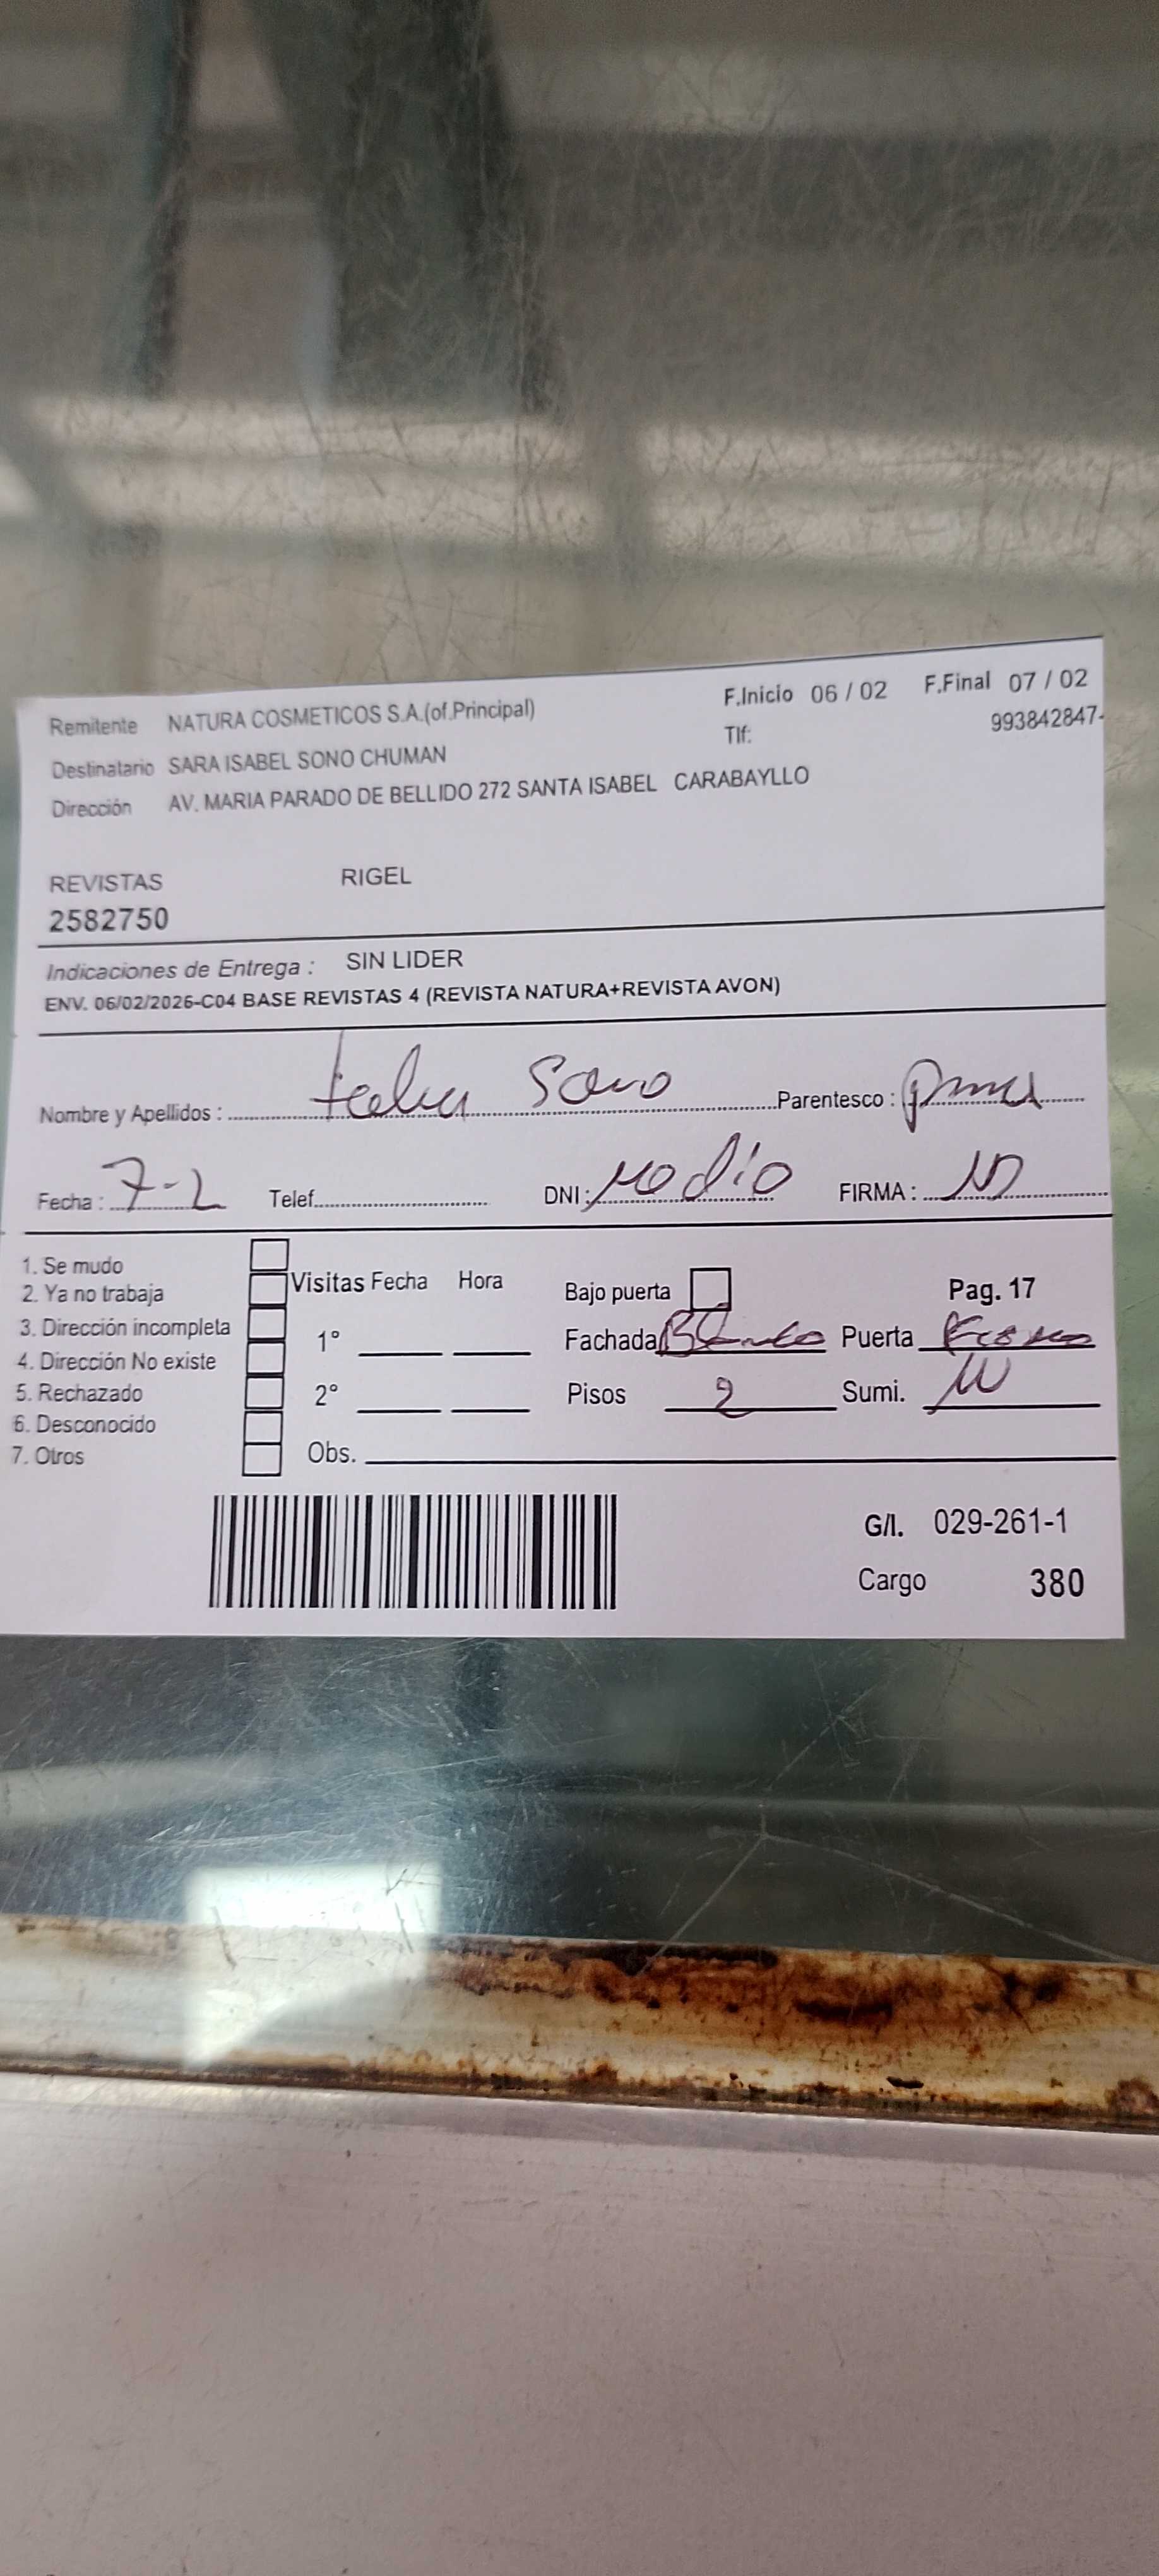 Remitente NATURA COSMETICOS S.A.(of.Principal) F.Inicio 06 / 02 F.Final 07 / 02
Tlf: 993842847-
Destinatario SARA ISABEL SONO CHUMAN
Dirección AV. MARIA PARADO DE BELLIDO 272 SANTA ISABEL CARABAYLLO
REVISTAS RIGEL
2582750
Indicaciones de Entrega : SIN LIDER
ENV. 06/02/2026-C04 BASE REVISTAS 4 (REVISTA NATURA+REVISTA AVON)
Nombre y Apellidos : Sono Parentesco : prima
Fecha : 7-2 Telef. DNI: no dio FIRMA :
1. Se mudo
2. Ya no trabaja
3. Dirección incompleta
4. Dirección No existe
5. Rechazado
6. Desconocido
7. Otros
Visitas Fecha Hora
1°
2°
Obs.
Bajo puerta Pag. 17
Fachada Blanco Puerta
Pisos 2 Sumi.
G/l. 029-261-1
Cargo 380